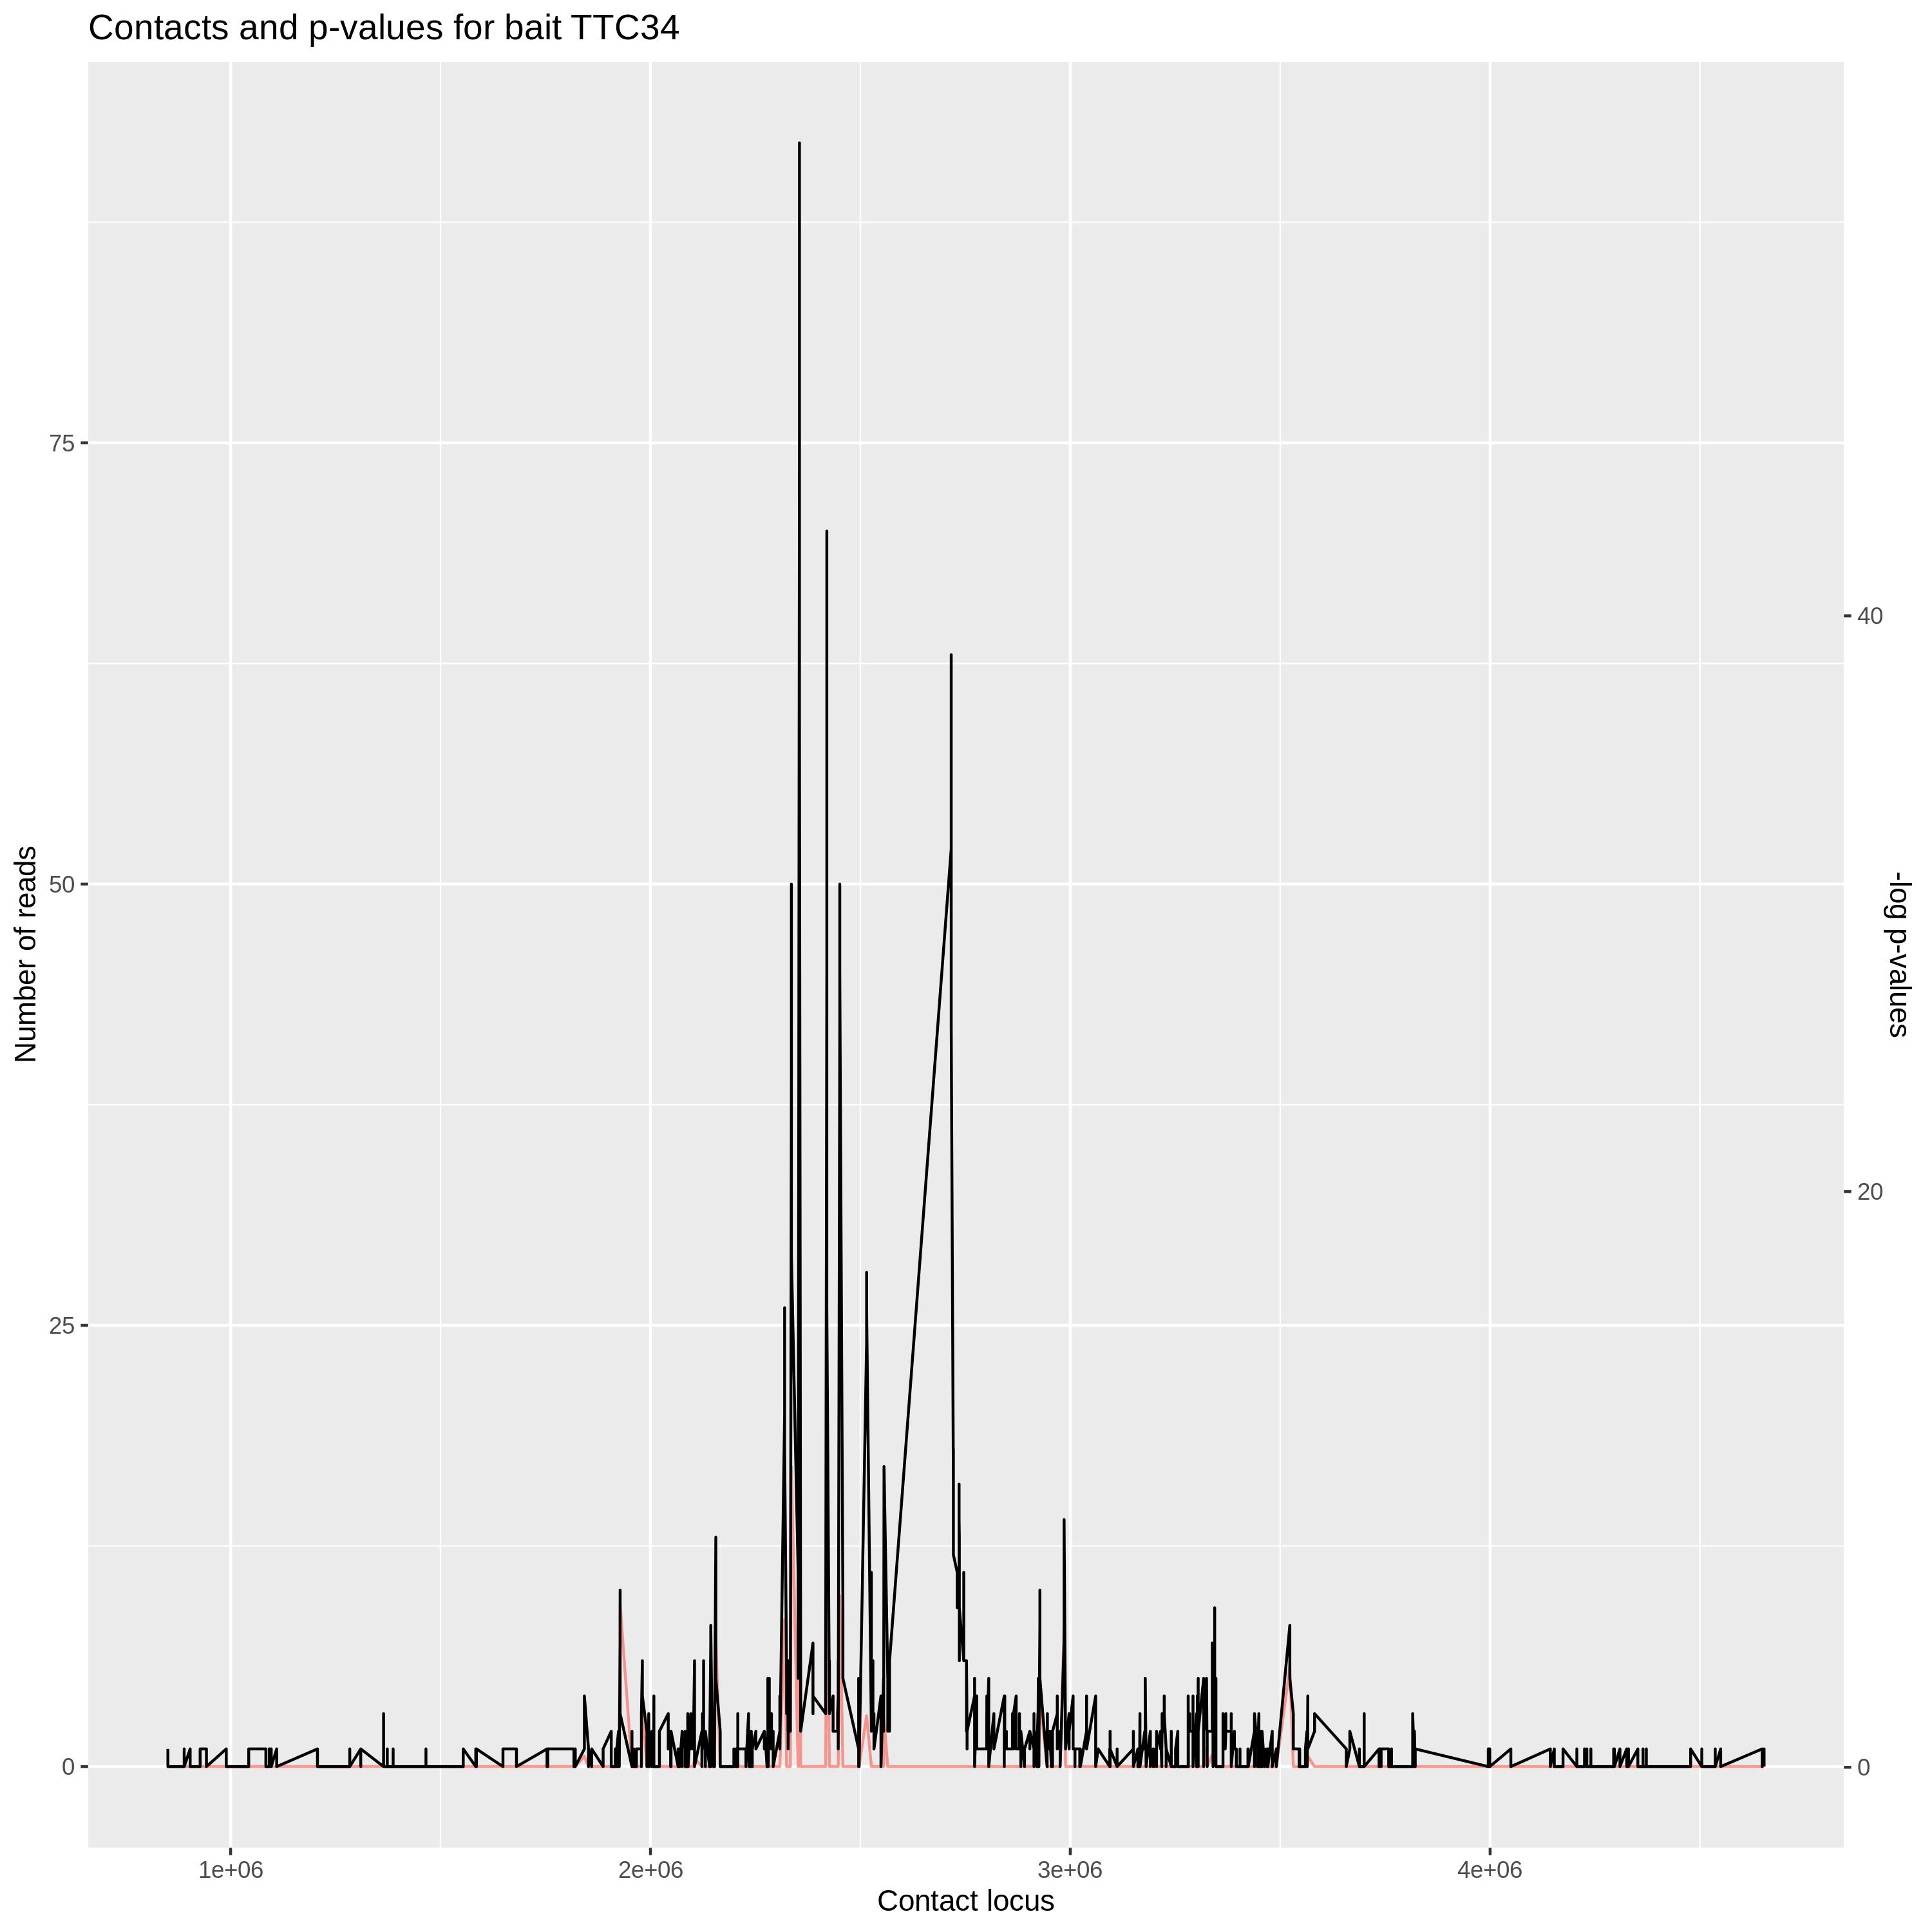 Contacts and p-values for bait TTC34
75
50
25
0
Number of reads
40
20
0
-log p-values
1e+06
2e+06
3e+06
4e+06
Contact locus